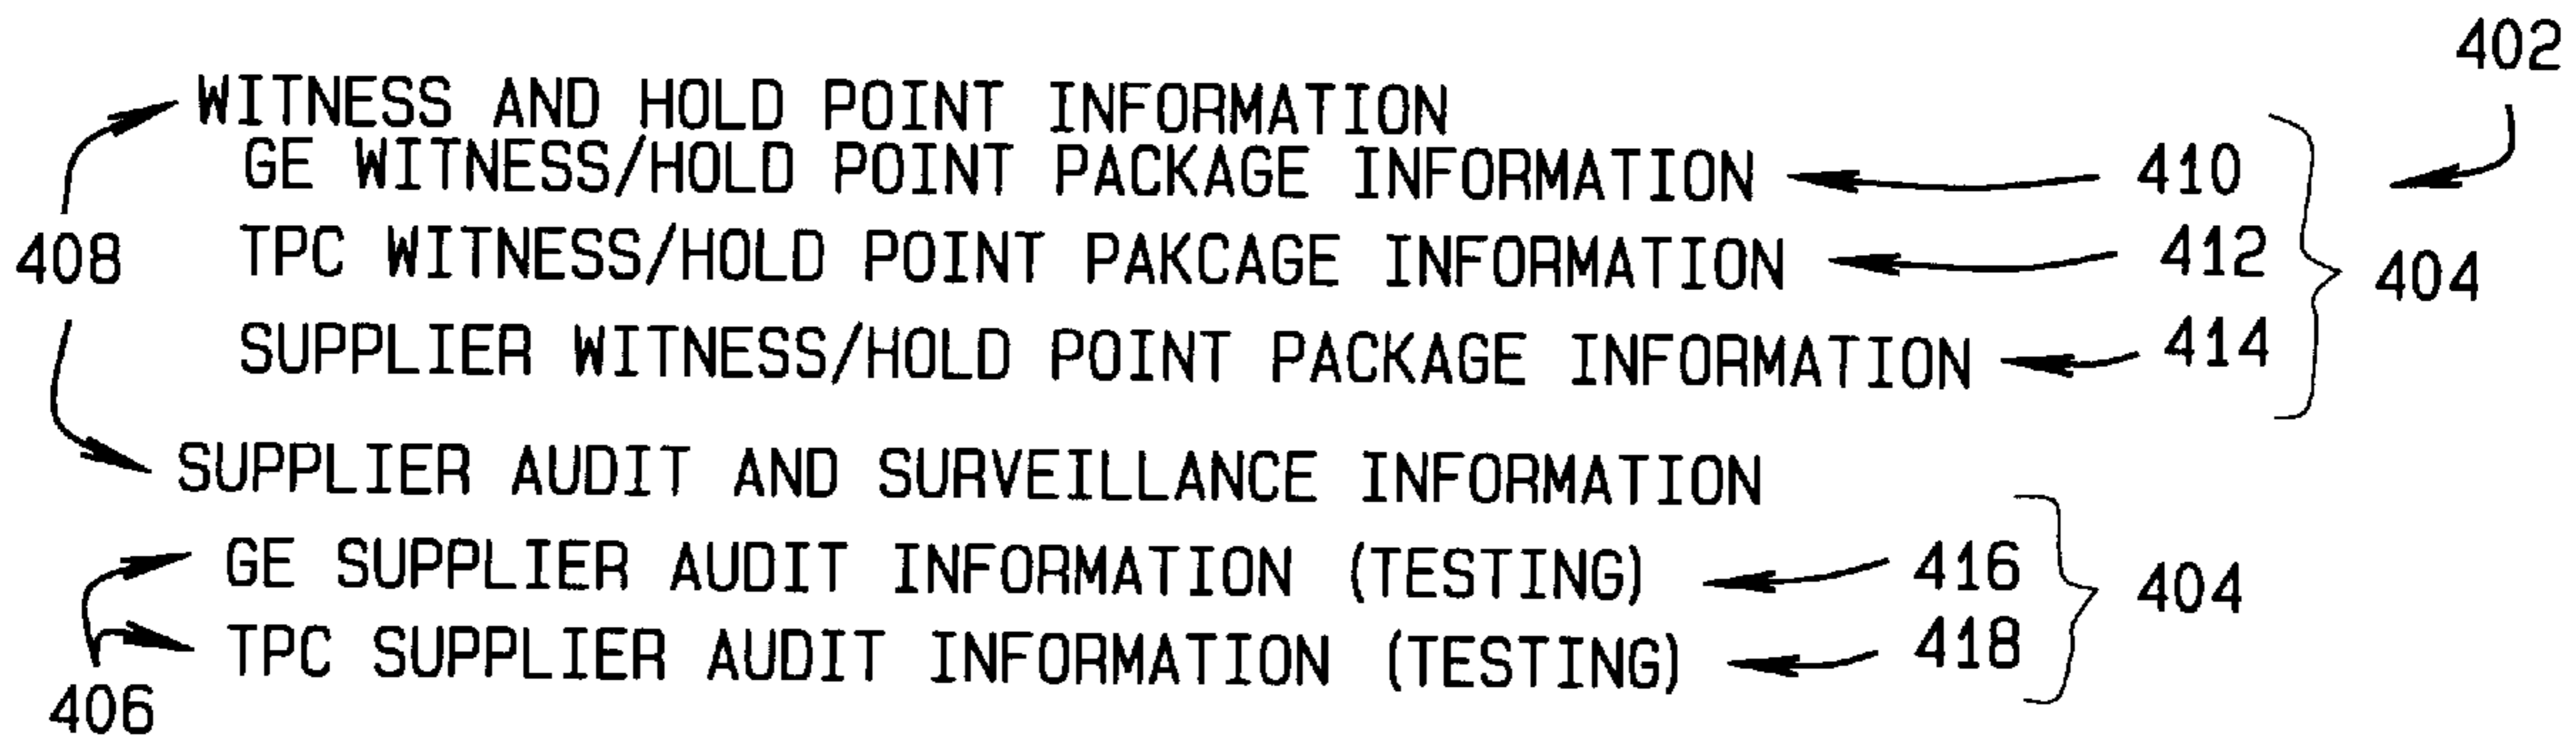 402
WITNESS AND HOLD POINT INFORMATION
GE WITNESS/HOLD POINT PACKAGE INFORMATION 410
408 TPC WITNESS/HOLD POINT PAKCAGE INFORMATION 412 404
SUPPLIER WITNESS/HOLD POINT PACKAGE INFORMATION 414
SUPPLIER AUDIT AND SURVEILLANCE INFORMATION
GE SUPPLIER AUDIT INFORMATION (TESTING) 416 404
TPC SUPPLIER AUDIT INFORMATION (TESTING) 418
406